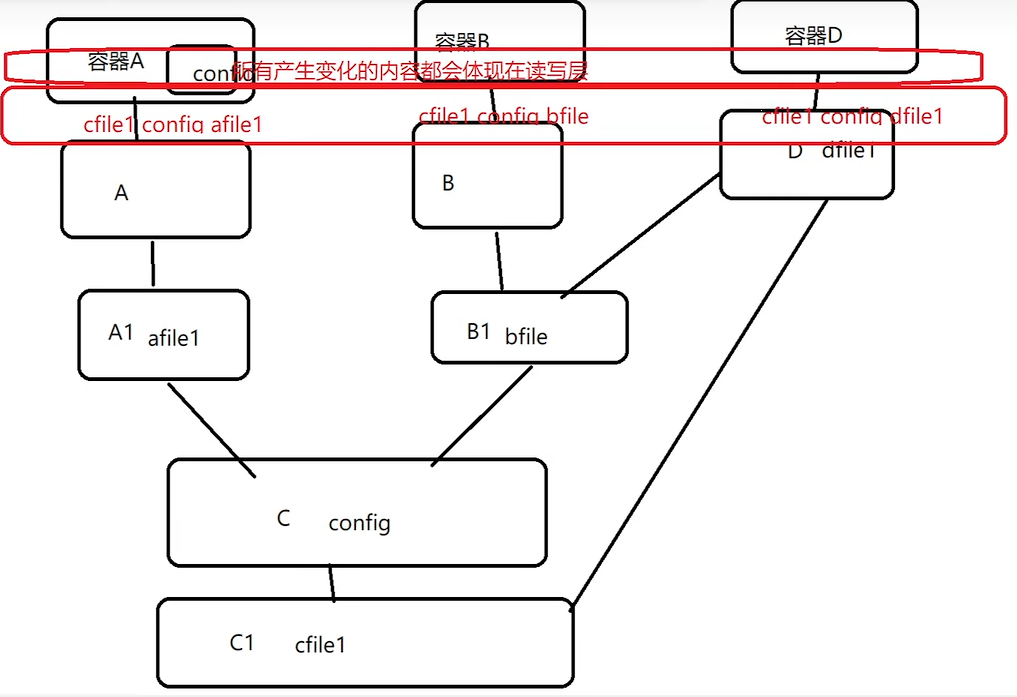 容器A
容器B
容器D
config
所有产生变化的内容都会体现在读写层
cfile1 config afile1
cfile1 config bfile
cfile1 config dfile1
A
B
D dfile1
A1 afile1
B1 bfile
C config
C1 cfile1